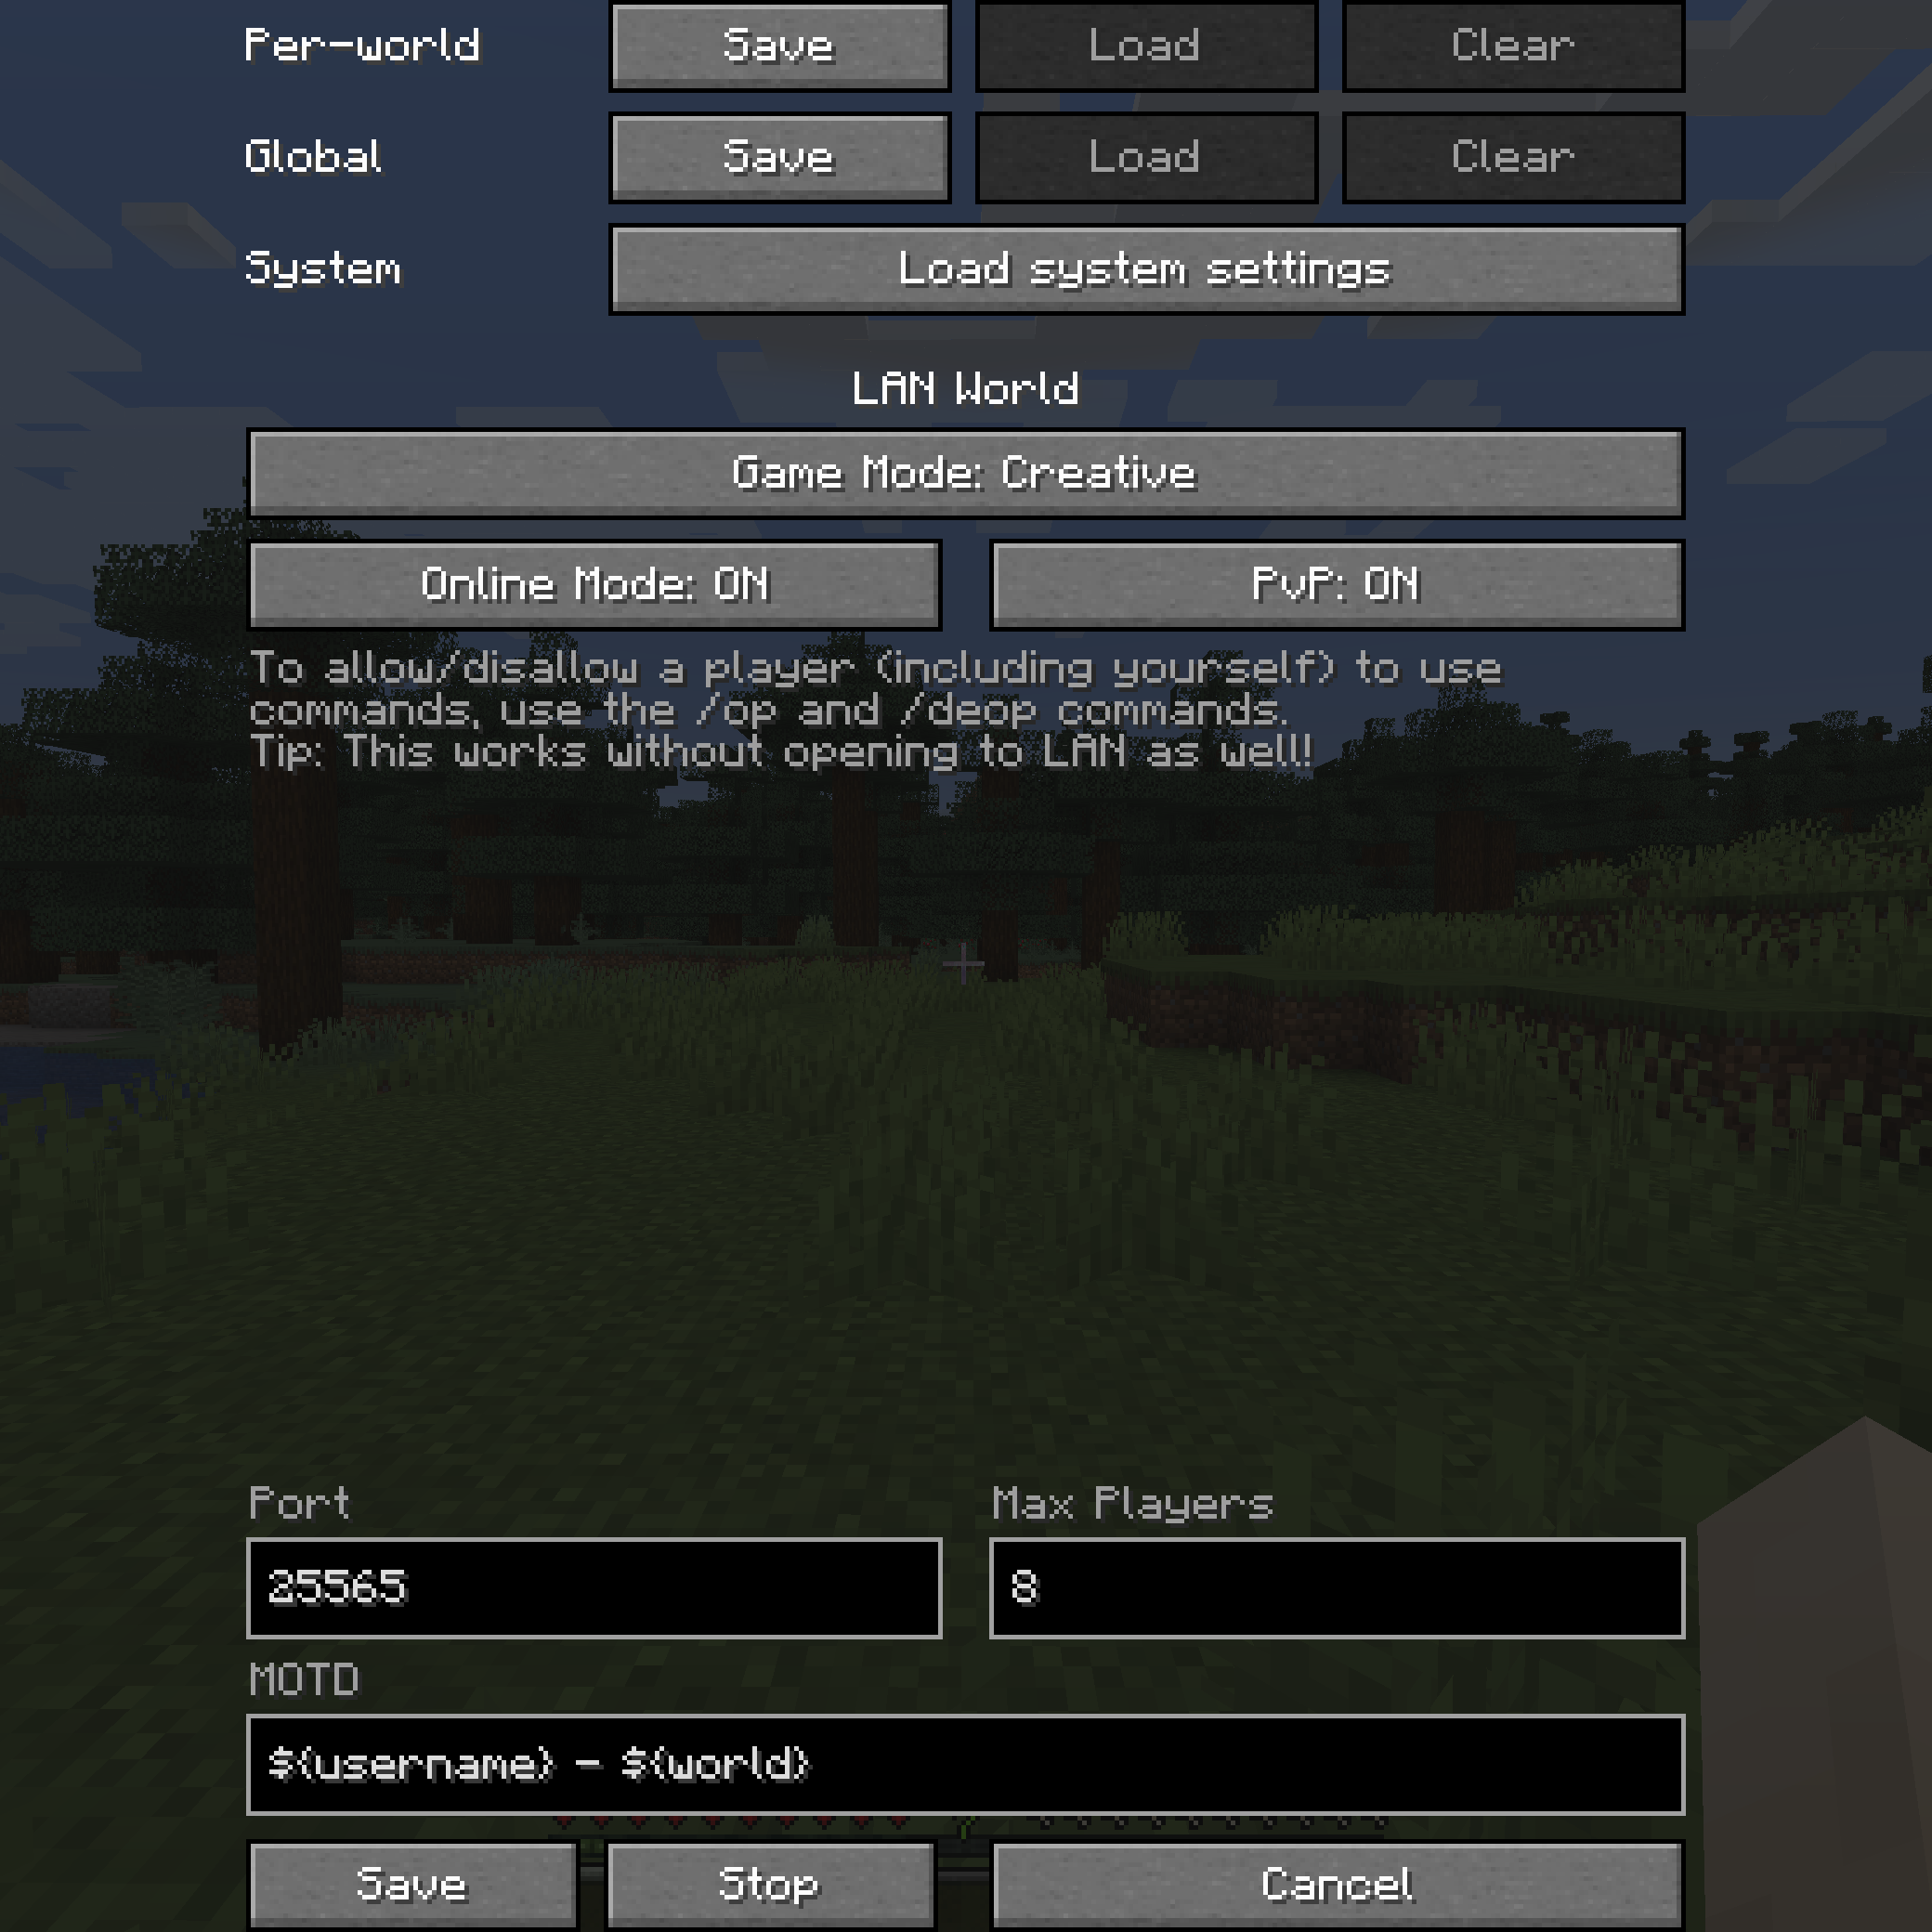 Per-world Save Load Clear
Global Save Load Clear
System Load system settings
LAN World
Game Mode: Creative
Online Mode: ON PvP: ON
To allow/disallow a player (including yourself) to use
commands, use the /op and /deop commands.
Tip: This works without opening to LAN as well!
Port Max Players
25565 8
MOTD
${username} - ${world}
Save Stop Cancel